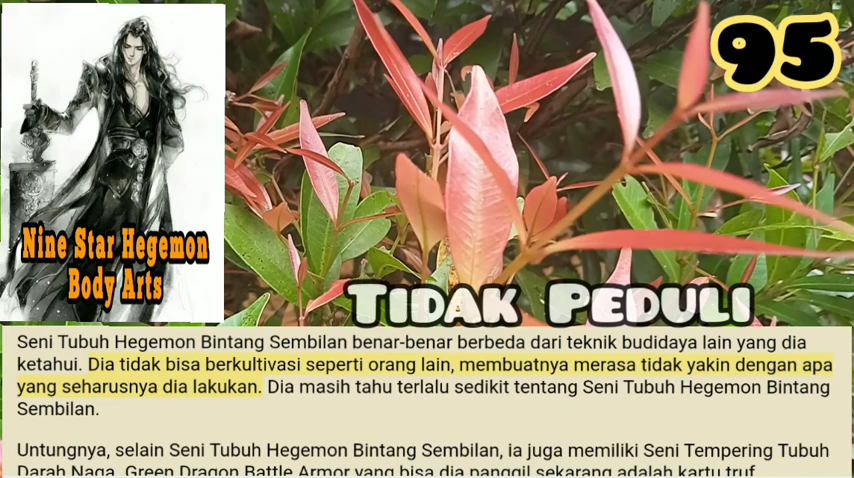 95
Nine Star Hegemon
Body Arts
TIDAK PEDULI
Seni Tubuh Hegemon Bintang Sembilan benar-benar berbeda dari teknik budidaya lain yang dia
ketahui. Dia tidak bisa berkultivasi seperti orang lain, membuatnya merasa tidak yakin dengan apa
yang seharusnya dia lakukan. Dia masih tahu terlalu sedikit tentang Seni Tubuh Hegemon Bintang
Sembilan.
Untungnya, selain Seni Tubuh Hegemon Bintang Sembilan, ia juga memiliki Seni Tempering Tubuh
Darah Naga. Green Dragon Battle Armor yang bisa dia panggil sekarang adalah kartu truf